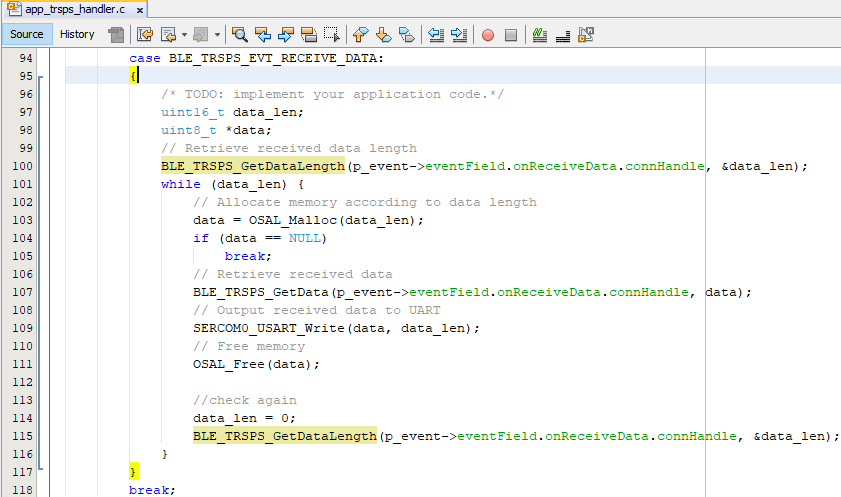 app_trsps_handler.c x
Source History
94 case BLE_TRSPS_EVT_RECEIVE_DATA:
95 {
96 /* TODO: implement your application code.*/
97 uint16_t data_len;
98 uint8_t *data;
99 // Retrieve received data length
100 BLE_TRSPS_GetDataLength(p_event->eventField.onReceiveData.connHandle, &data_len);
101 while (data_len) {
102 // Allocate memory according to data length
103 data = OSAL_Malloc(data_len);
104 if (data == NULL)
105 break;
106 // Retrieve received data
107 BLE_TRSPS_GetData(p_event->eventField.onReceiveData.connHandle, data);
108 // Output received data to UART
109 SERCOM0_USART_Write(data, data_len);
110 // Free memory
111 OSAL_Free(data);
112
113 //check again
114 data_len = 0;
115 BLE_TRSPS_GetDataLength(p_event->eventField.onReceiveData.connHandle, &data_len);
116 }
117 }
118 break;